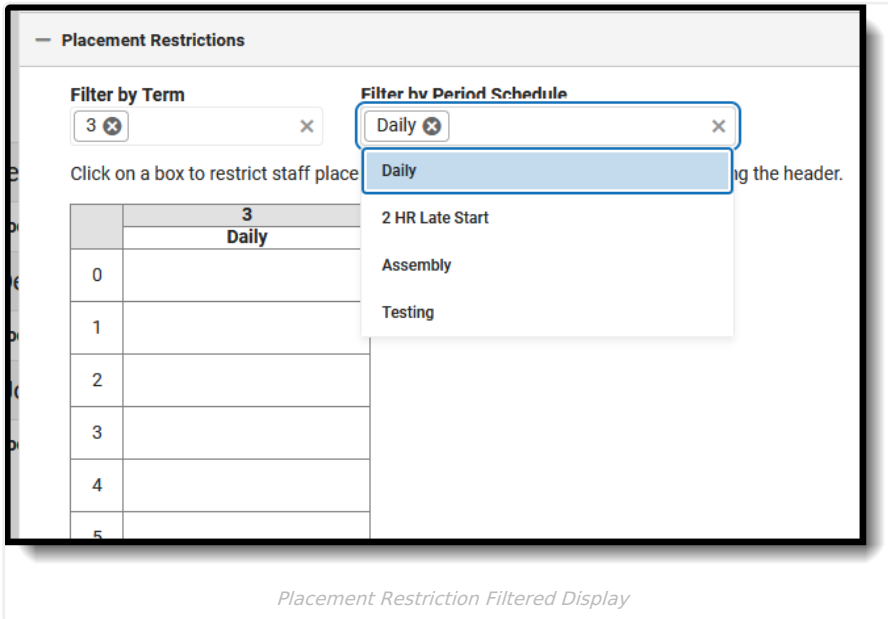 Placement Restrictions
Filter by Term
Filter by Period Schedule
3
Daily
Click on a box to restrict staff place
ng the header.
Daily
2 HR Late Start
Assembly
Testing
3
Daily
0
1
2
3
4
5
Placement Restriction Filtered Display